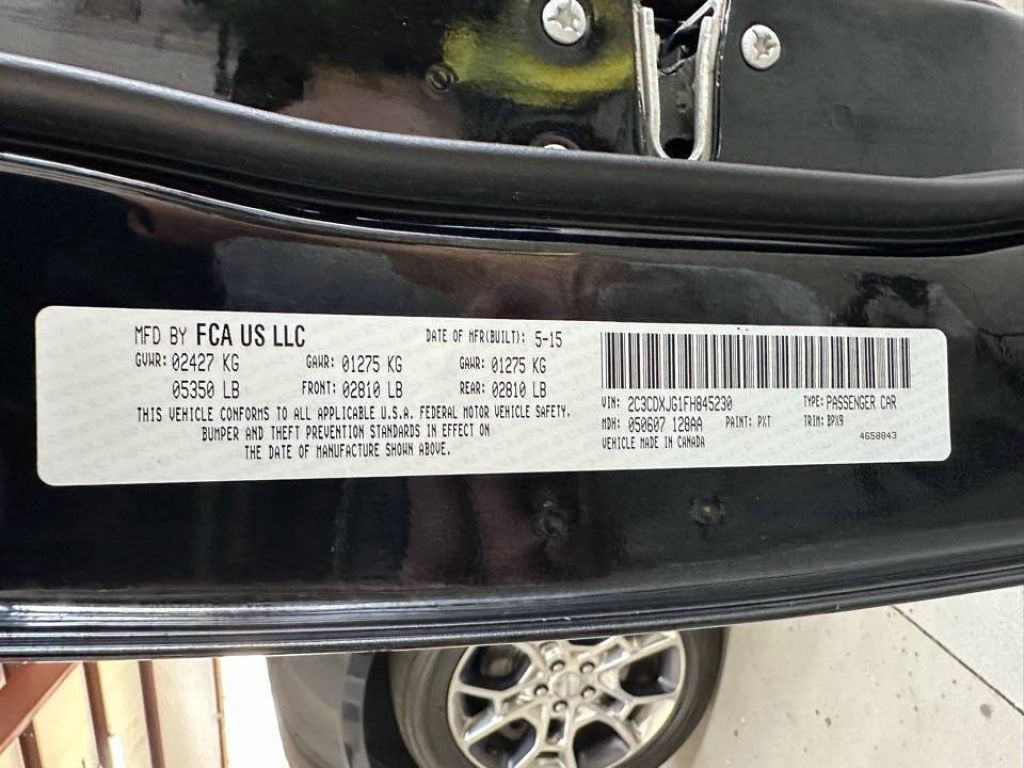 MFD BY FCA US LLC DATE OF MFR(BUILT): 5-15
GVWR: 02427 KG GAWR: 01275 KG GAWR: 01275 KG
05350 LB FRONT: 02810 LB REAR: 02810 LB
THIS VEHICLE CONFORMS TO ALL APPLICABLE U.S.A. FEDERAL MOTOR VEHICLE SAFETY.
BUMPER AND THEFT PREVENTION STANDARDS IN EFFECT ON
THE DATE OF MANUFACTURE SHOWN ABOVE.
VIN: 2C3CDXJG1FH845230 TYPE: PASSENGER CAR
MDH: 050607 128AA PAINT: PXT TRIM: BPX9
VEHICLE MADE IN CANADA 4658843